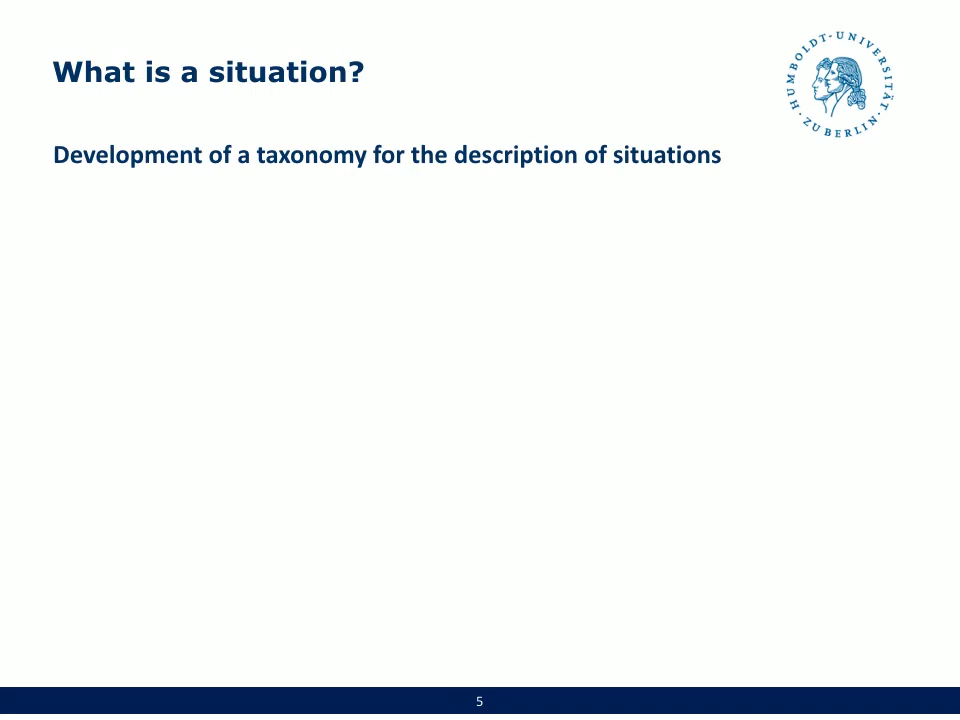 What is a situation?
HUMBOLDT-UNIVERSITÄT · ZU BERLIN ·
Development of a taxonomy for the description of situations
5